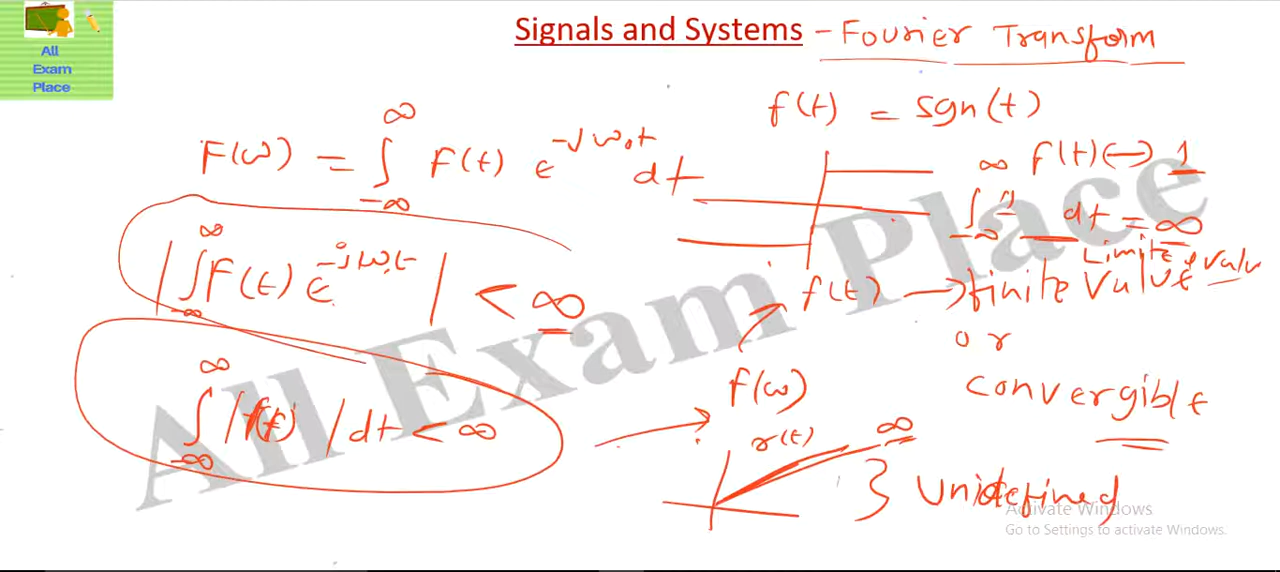 All
Exam
Place
Signals and Systems - Fourier Transform
f(t) = sgn(t)
F(ω) = ∫_{-∞}^{∞} F(t) e^{-jω₀t} dt
f(t) ↔ 1
∫_{-∞}^{∞} 1 dt = ∞
|∫_{-∞}^{∞} F(t) e^{-jω₀t}| < ∞
Limited value
f(t) → finite value
or
convergible
∫_{-∞}^{∞} |f(t)| dt < ∞
F(ω)
r(t) ∞
} Undefined
All Exam Place
Activate Windows
Go to Settings to activate Windows.